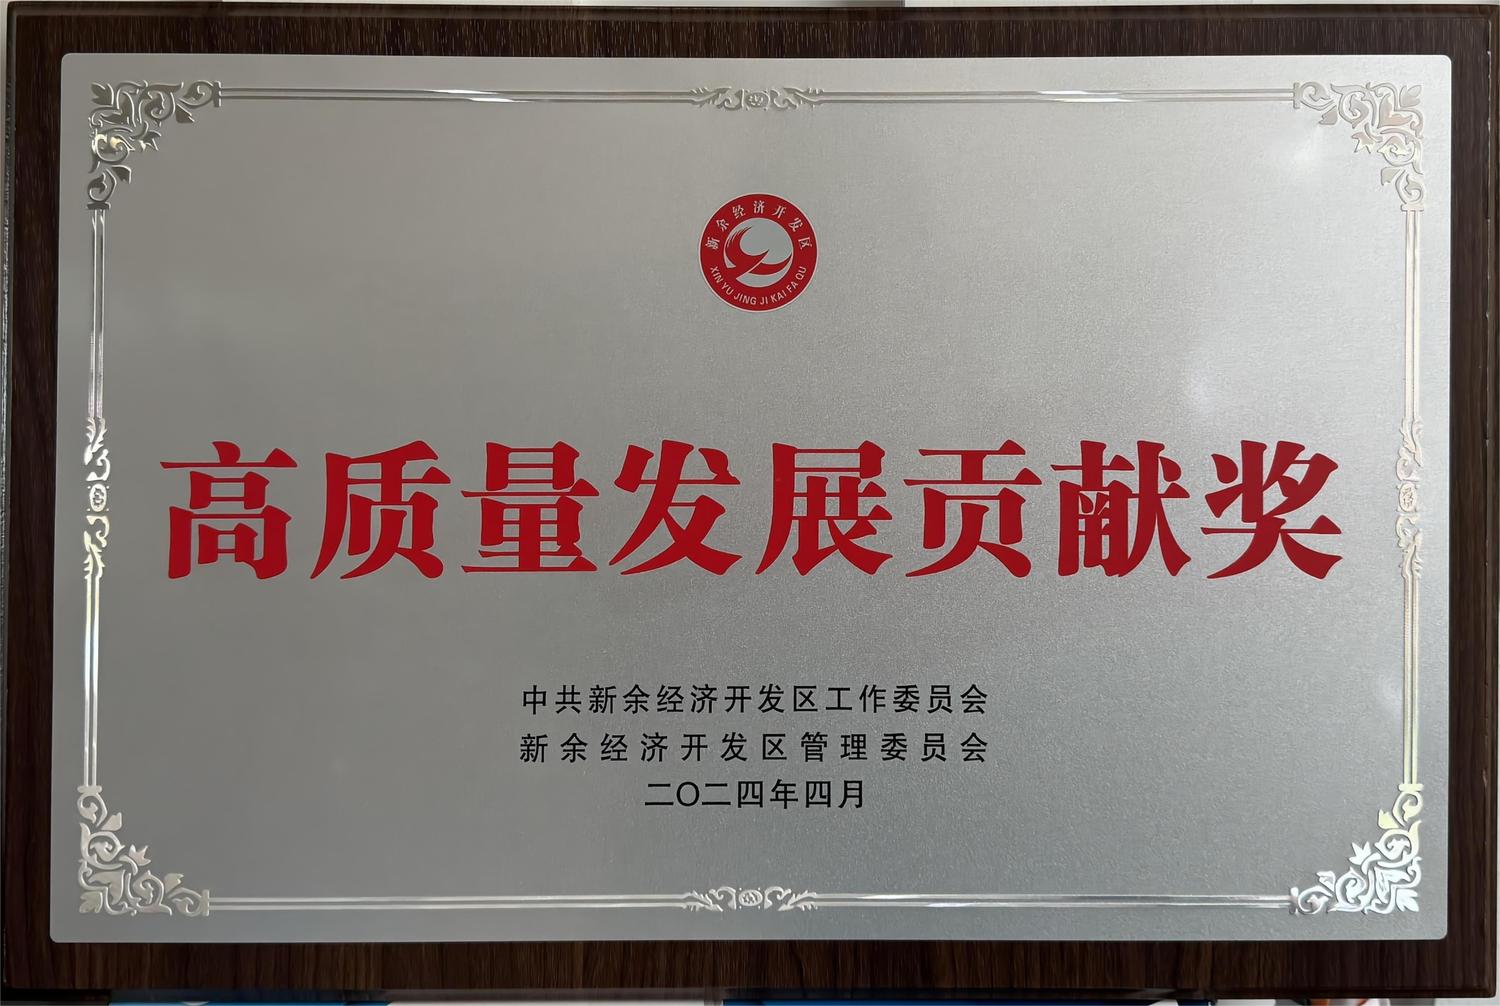 新余经济开发区
XIN YU JING JI KAI FA QU
高质量发展贡献奖
中共新余经济开发区工作委员会
新余经济开发区管理委员会
二〇二四年四月